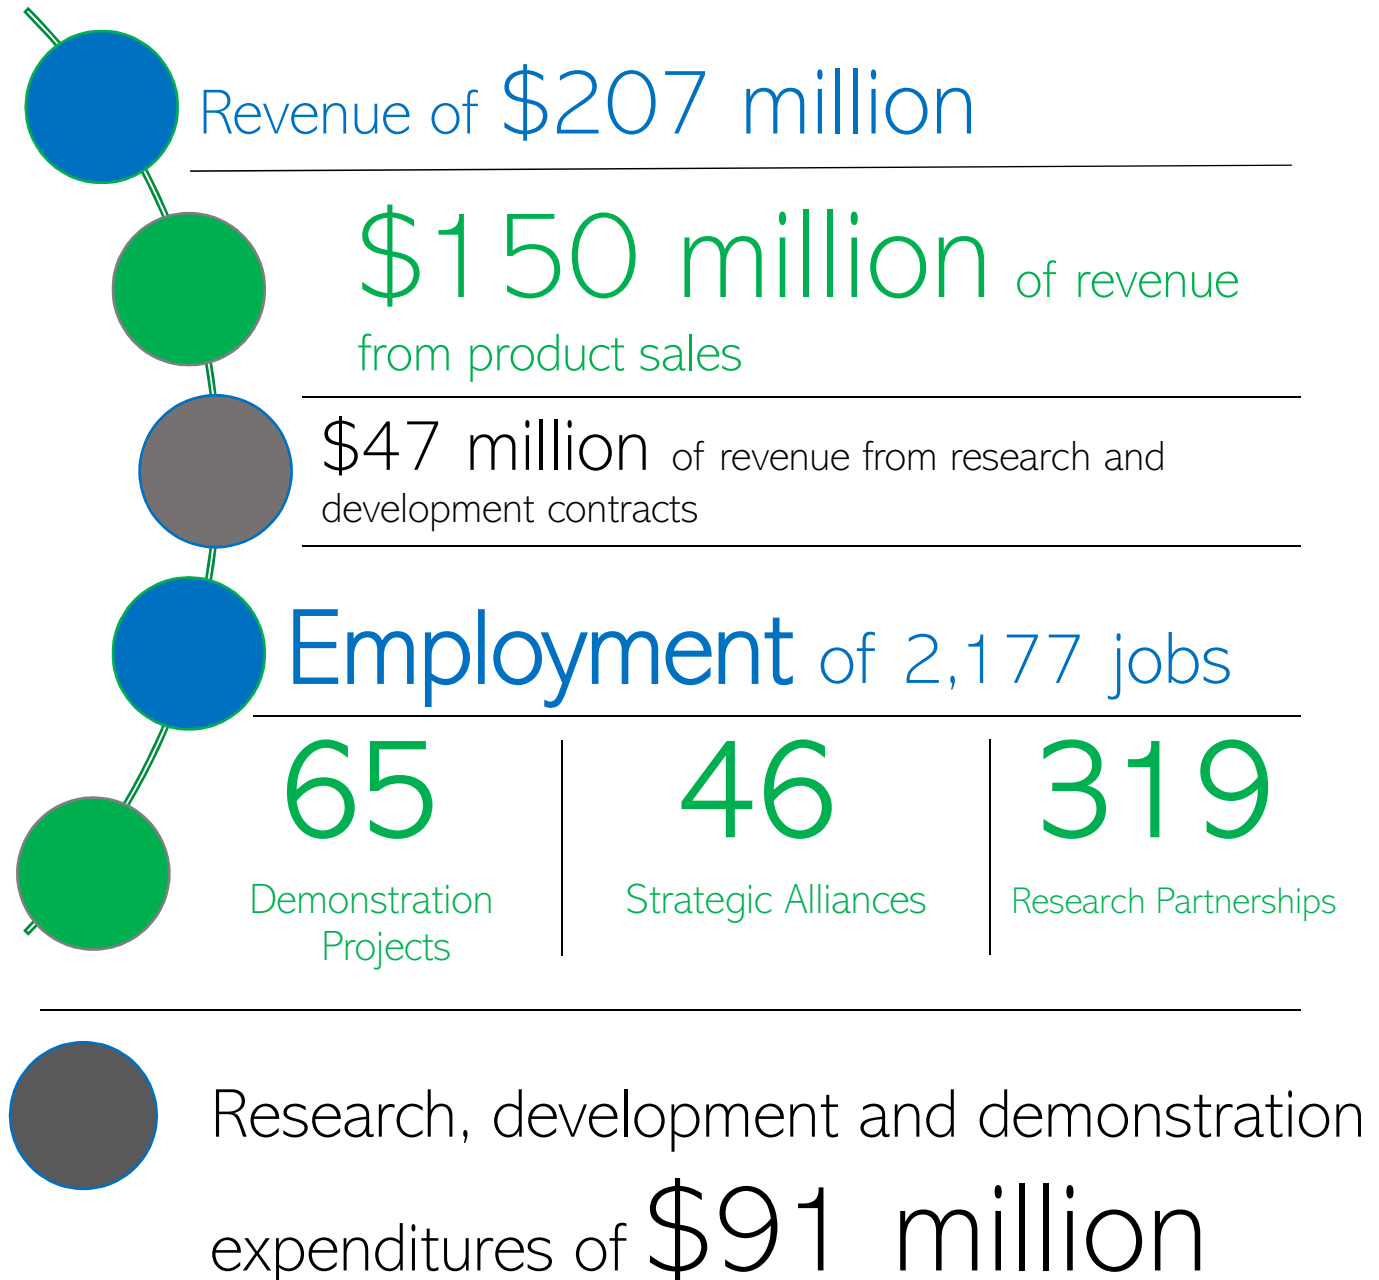 Revenue of $207 million
$150 million of revenue
from product sales
$47 million of revenue from research and
development contracts
Employment of 2,177 jobs
65
Demonstration
Projects
46
Strategic Alliances
319
Research Partnerships
Research, development and demonstration
expenditures of $91 million